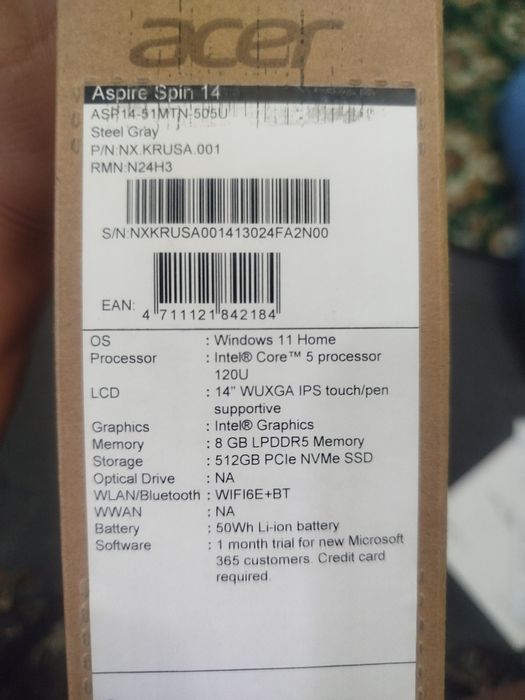 acer
Aspire Spin 14
ASP14-51MTN-505U
Steel Gray
P/N:NX.KRUSA.001
RMN:N24H3
S/N:NXKRUSA001413024FA2N00
EAN: 4 711121 842184
OS : Windows 11 Home
Processor : Intel® Core™ 5 processor
120U
LCD : 14" WUXGA IPS touch/pen
supportive
Graphics : Intel® Graphics
Memory : 8 GB LPDDR5 Memory
Storage : 512GB PCIe NVMe SSD
Optical Drive : NA
WLAN/Bluetooth : WIFI6E+BT
WWAN : NA
Battery : 50Wh Li-ion battery
Software : 1 month trial for new Microsoft
365 customers. Credit card
required.